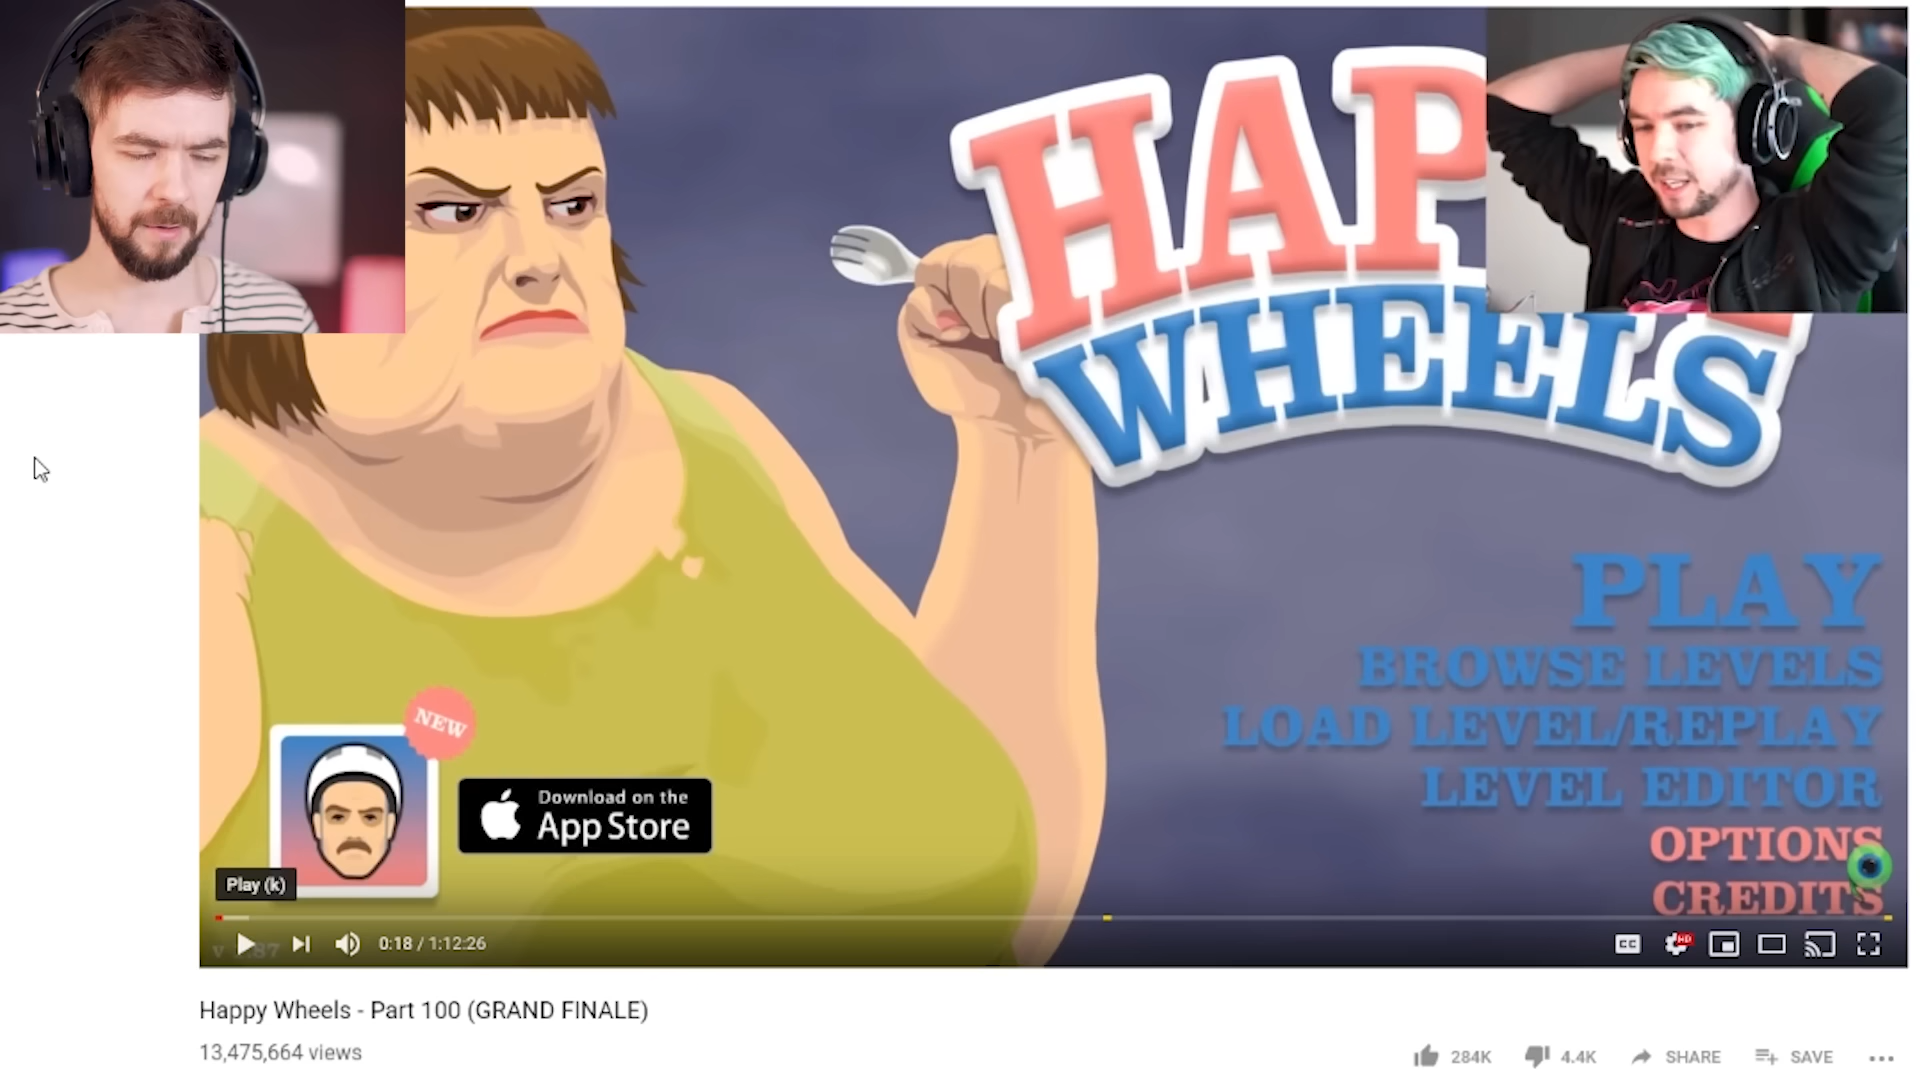 HAP
WHEELS
PLAY
BROWSE LEVELS
LOAD LEVEL/REPLAY
LEVEL EDITOR
OPTIONS
CREDITS
NEW
Download on the
App Store
Play (k)
0:18 / 1:12:26
CC
HD
Happy Wheels - Part 100 (GRAND FINALE)
13,475,664 views
284K
4.4K
SHARE
SAVE